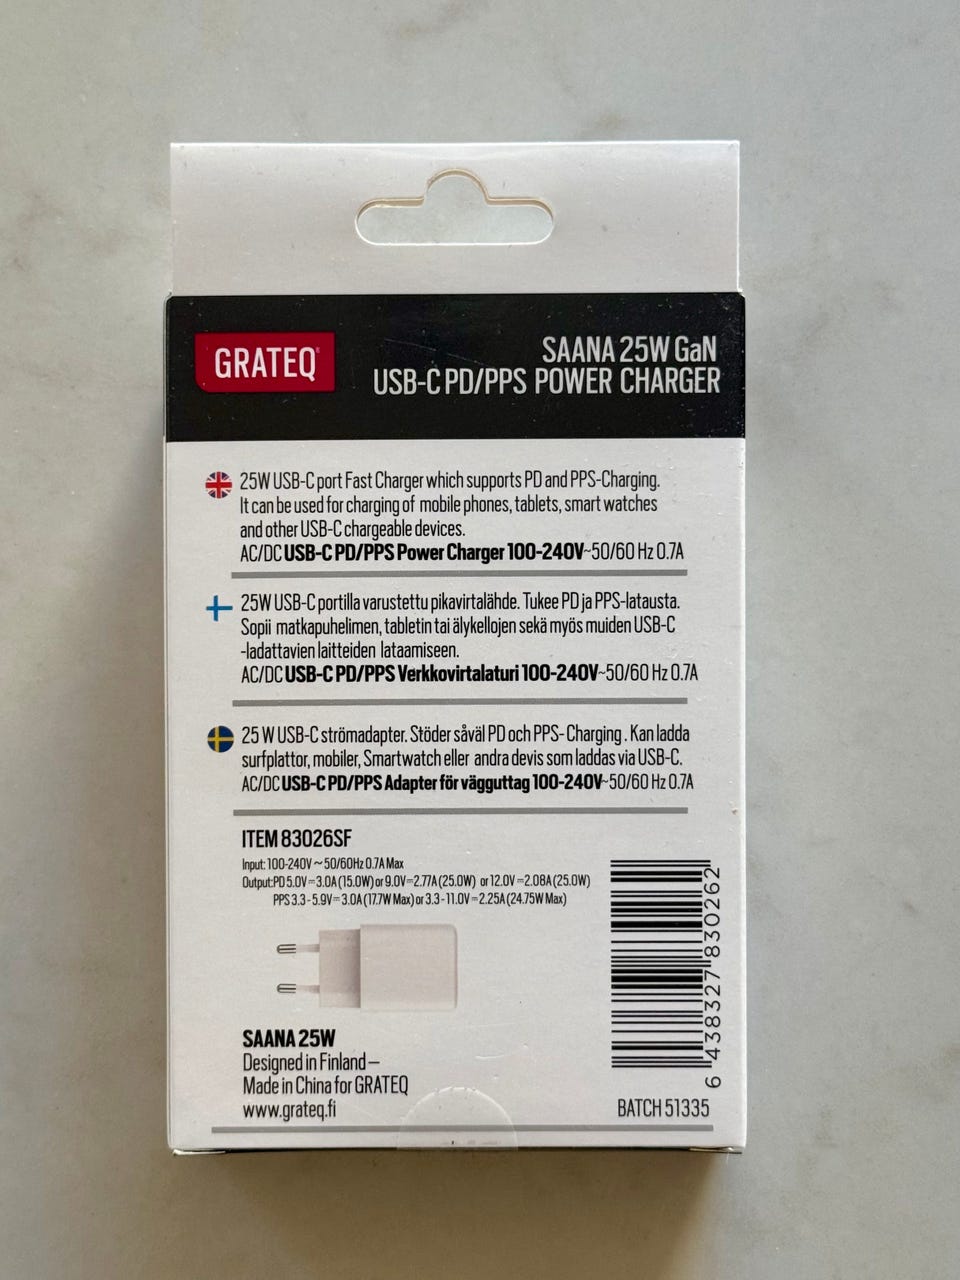 GRATEQ
SAANA 25W GaN
USB-C PD/PPS POWER CHARGER
25W USB-C port Fast Charger which supports PD and PPS-Charging.
It can be used for charging of mobile phones, tablets, smart watches
and other USB-C chargeable devices.
AC/DC USB-C PD/PPS Power Charger 100-240V~50/60 Hz 0.7A
25W USB-C portilla varustettu pikavirtalähde. Tukee PD ja PPS-latausta.
Sopii matkapuhelimen, tabletin tai älykellojen sekä myös muiden USB-C
-ladattavien laitteiden lataamiseen.
AC/DC USB-C PD/PPS Verkkovirtalaturi 100-240V~50/60 Hz 0.7A
25 W USB-C strömadapter. Stöder såväl PD och PPS- Charging . Kan ladda
surfplattor, mobiler, Smartwatch eller andra devis som laddas via USB-C.
AC/DC USB-C PD/PPS Adapter för vägguttag 100-240V~50/60 Hz 0.7A
ITEM 83026SF
Input: 100-240V ~ 50/60Hz 0.7A Max
Output:PD 5.0V⎓3.0A (15.0W) or 9.0V⎓2.77A (25.0W) or 12.0V⎓2.08A (25.0W)
PPS 3.3 - 5.9V⎓3.0A (17.7W Max) or 3.3 - 11.0V⎓2.25A (24.75W Max)
SAANA 25W
Designed in Finland —
Made in China for GRATEQ
www.grateq.fi
6 438327 830262
BATCH 51335